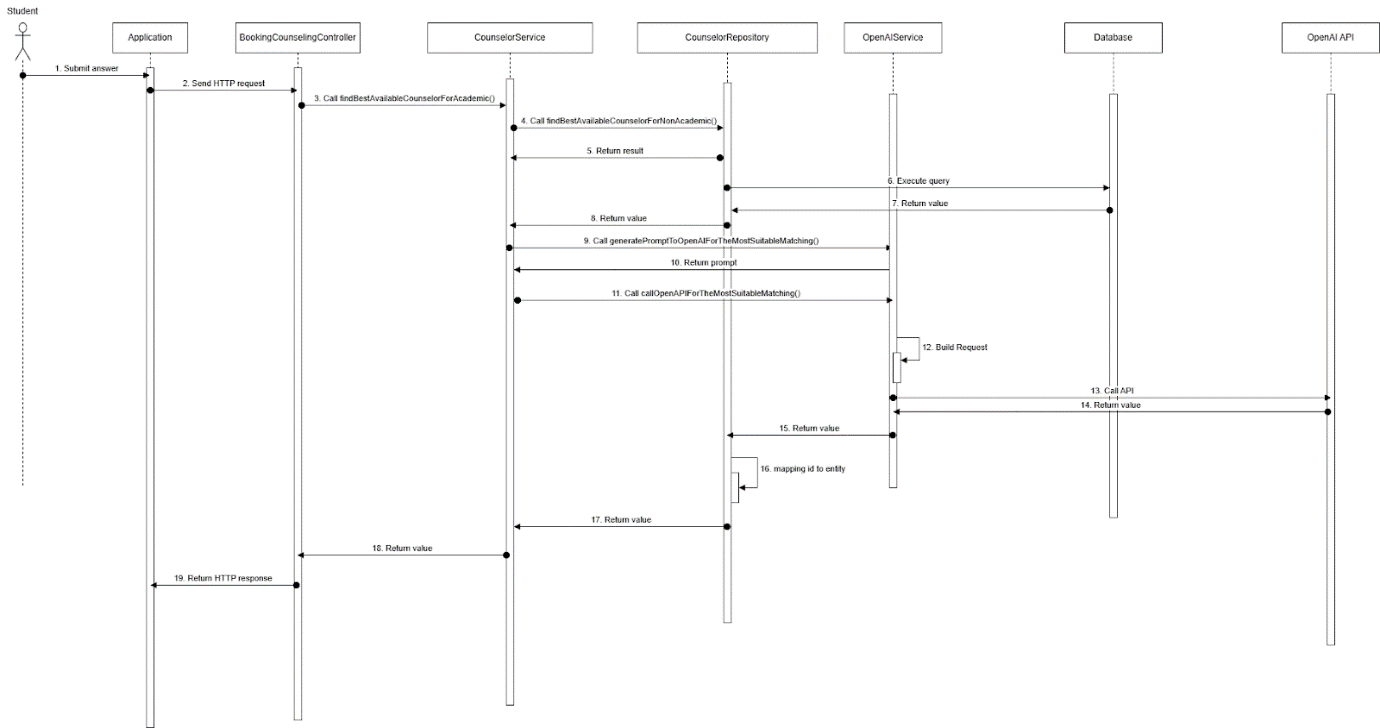 Student
Application
BookingCounselingController
CounselorService
CounselorRepository
OpenAIService
Database
OpenAI API
1. Submit answer
2. Send HTTP request
3. Call findBestAvailableCounselorForAcademic()
4. Call findBestAvailableCounselorForNonAcademic()
5. Return result
6. Execute query
7. Return value
8. Return value
9. Call generatePromptToOpenAIForTheMostSuitableMatching()
10. Return prompt
11. Call callOpenAPIForTheMostSuitableMatching()
12. Build Request
13. Call API
14. Return value
15. Return value
16. mapping id to entity
17. Return value
18. Return value
19. Return HTTP response